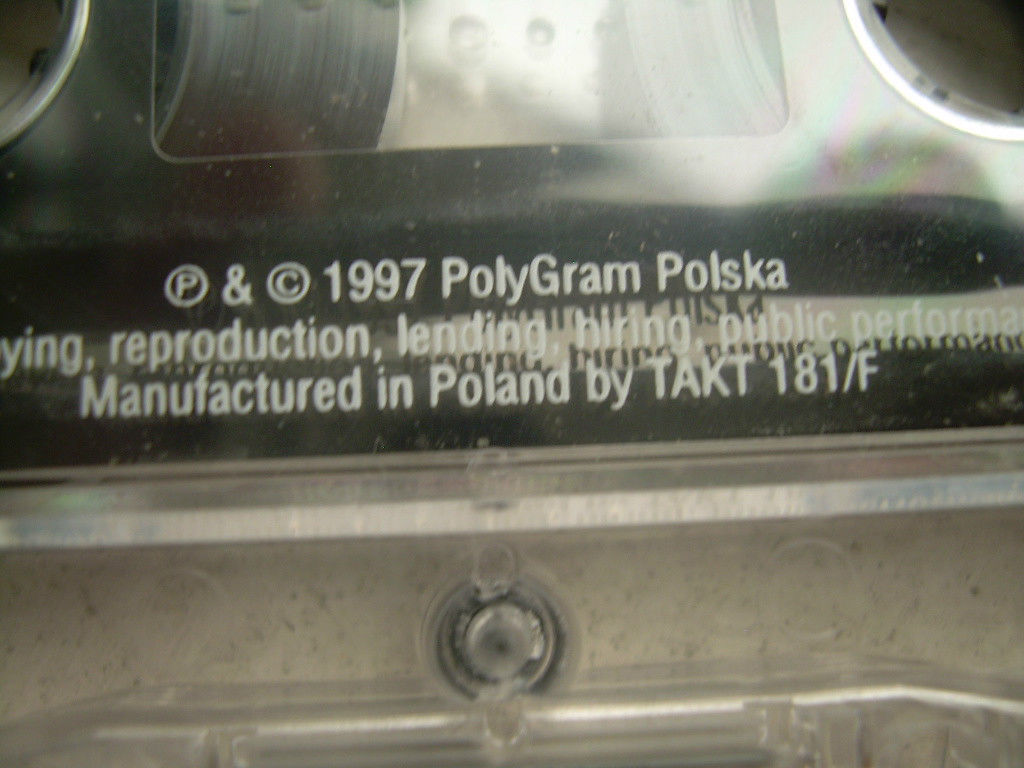 ℗ & © 1997 PolyGram Polska
ying, reproduction, lending, hiring, public performa
Manufactured in Poland by TAKT 181/F